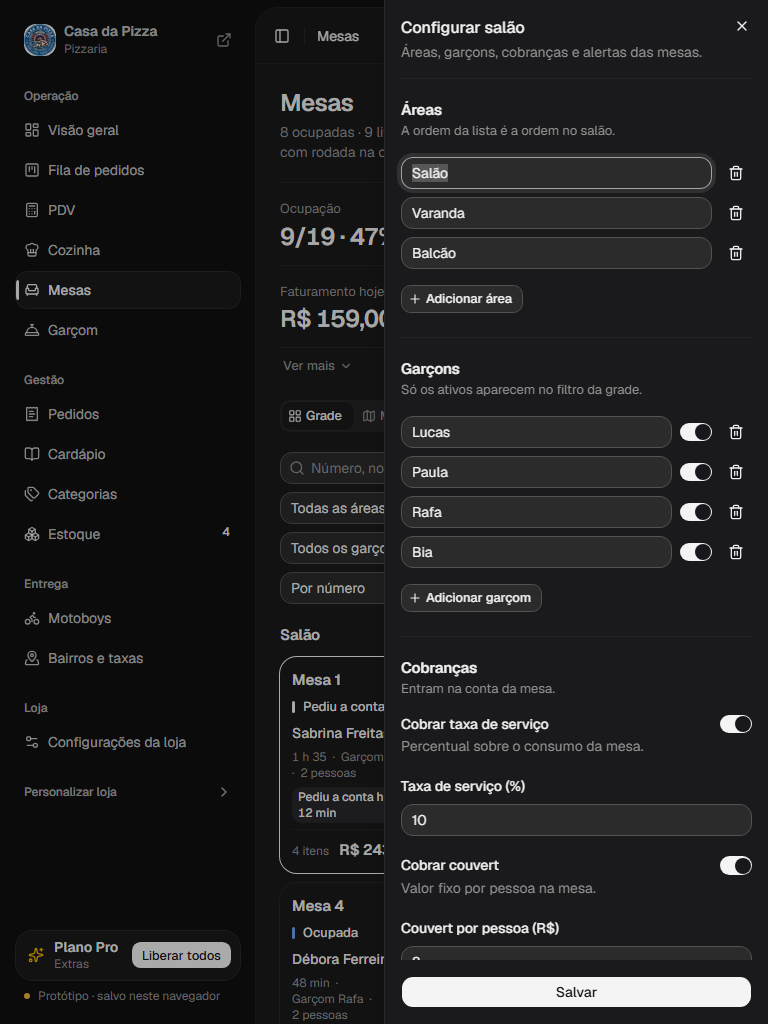 Casa da Pizza
Pizzaria
Operação
Visão geral
Fila de pedidos
PDV
Cozinha
Mesas
Garçom
Gestão
Pedidos
Cardápio
Categorias
Estoque
4
Entrega
Motoboys
Bairros e taxas
Loja
Configurações da loja
Personalizar loja
Plano Pro
Extras
Liberar todos
Protótipo · salvo neste navegador
Mesas
Mesas
8 ocupadas · 9
com rodada na
Ocupação
9/19 · 47%
Faturamento hoje
R$ 159,00
Ver mais
Grade
Número,
Todas as áreas
Todos os
Por número
Salão
Mesa 1
Pediu a conta
Sabrina
1 h 35 · Garçom
· 2 pessoas
Pediu a conta
12 min
4 itens R$
Mesa 4
Ocupada
Débora
48 min ·
Garçom Rafa ·
2 pessoas
Configurar salão
Áreas, garçons, cobranças e alertas das mesas.
Áreas
A ordem da lista é a ordem no salão.
Salão
Varanda
Balcão
+ Adicionar área
Garçons
Só os ativos aparecem no filtro da grade.
Lucas
Paula
Rafa
Bia
+ Adicionar garçom
Cobranças
Entram na conta da mesa.
Cobrar taxa de serviço
Percentual sobre o consumo da mesa.
Taxa de serviço (%)
10
Cobrar couvert
Valor fixo por pessoa na mesa.
Couvert por pessoa (R$)
Salvar